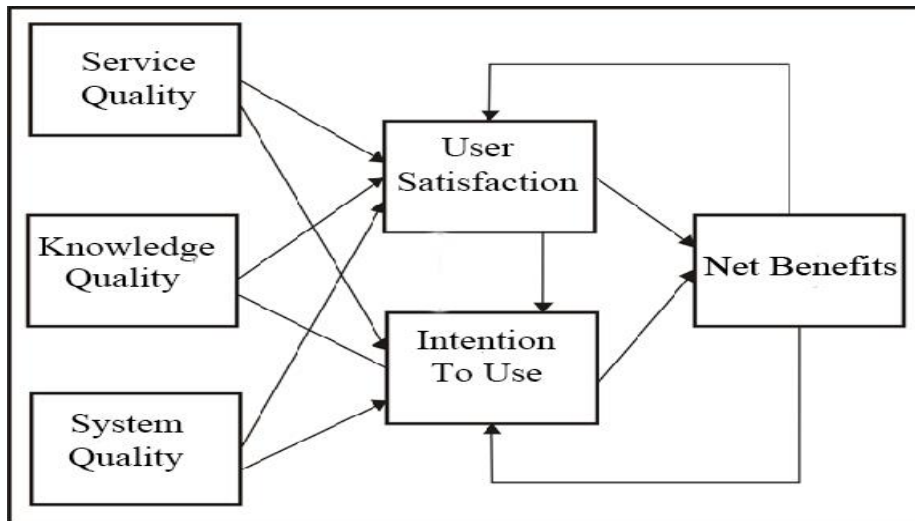 Service
Quality
Knowledge
Quality
System
Quality
User
Satisfaction
Intention
To Use
Net Benefits